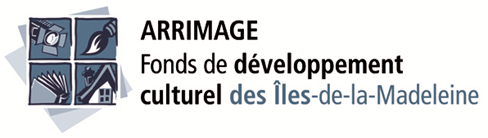 ARRIMAGE
Fonds de développement
culturel des Îles-de-la-Madeleine